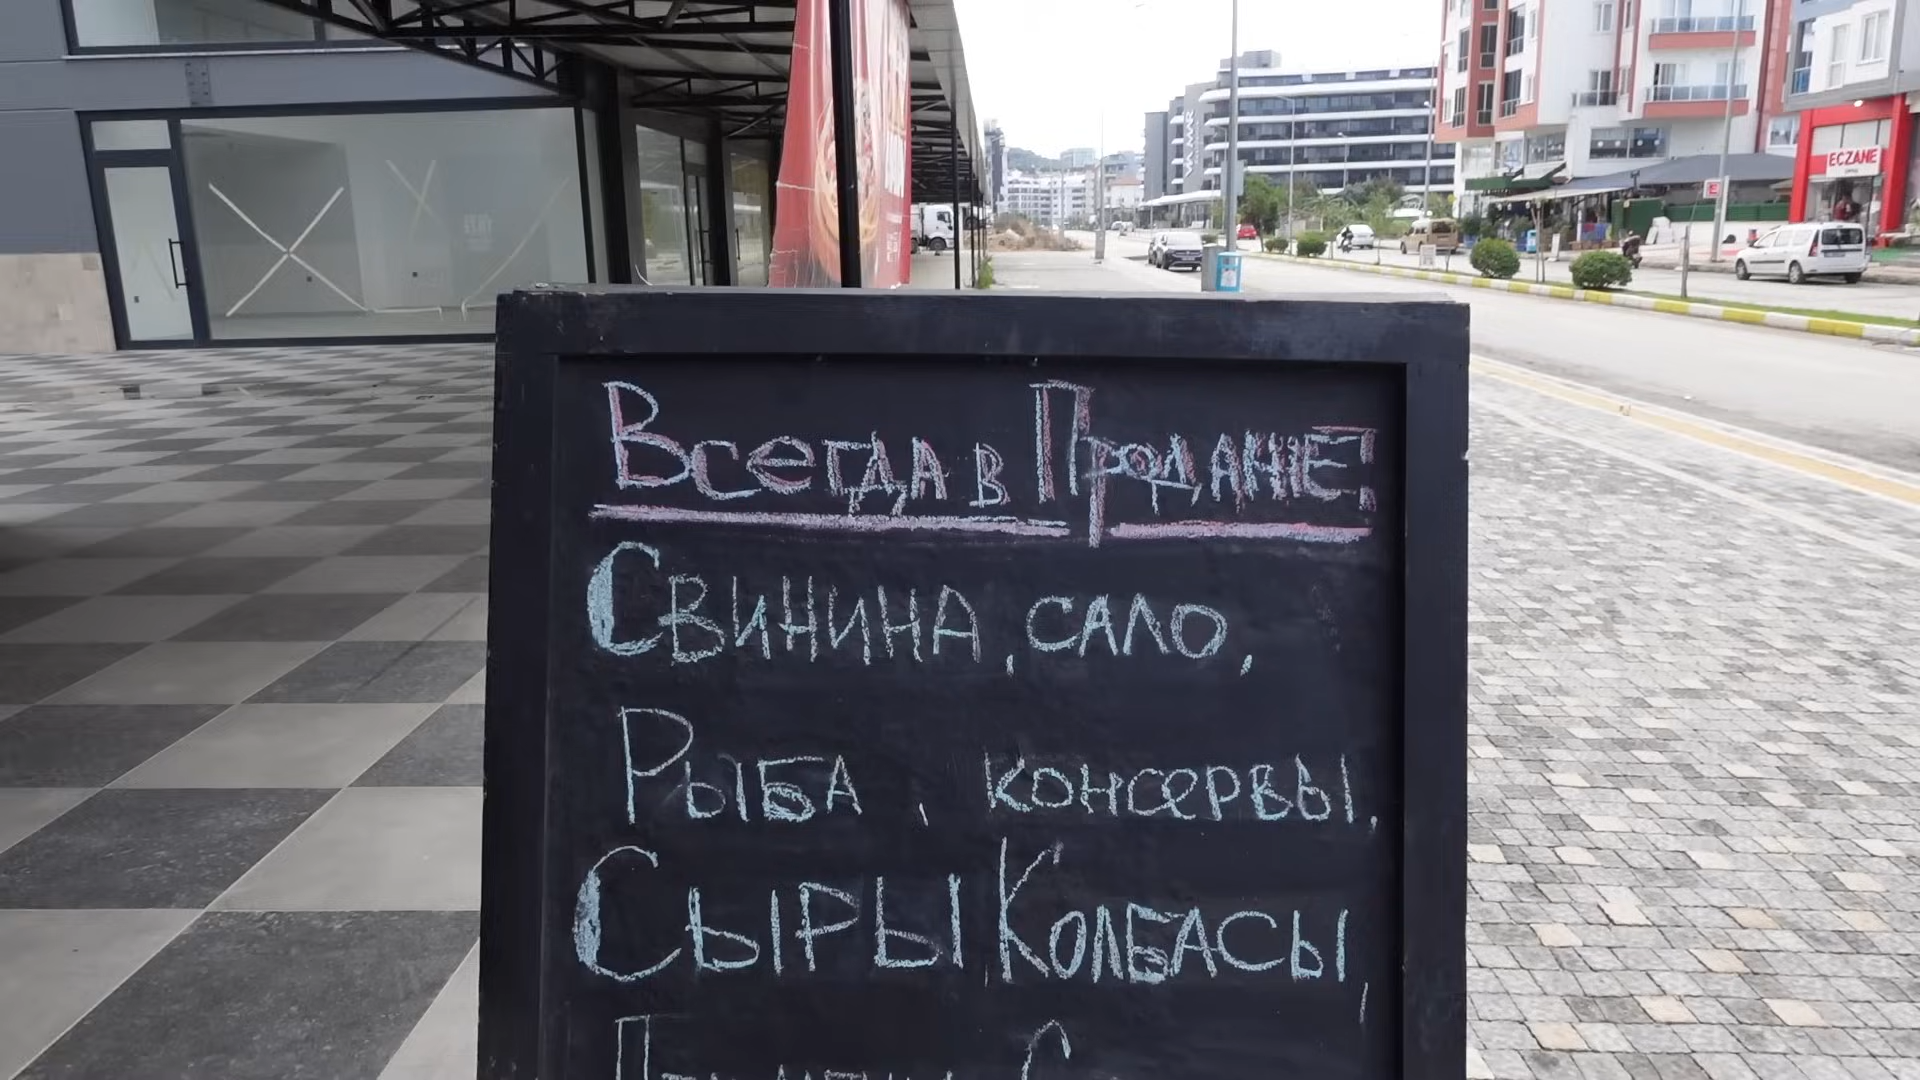 Всегда в Продаже!
Свинина, сало,
Рыба, консервы,
Сыры, Колбасы,
ECZANE